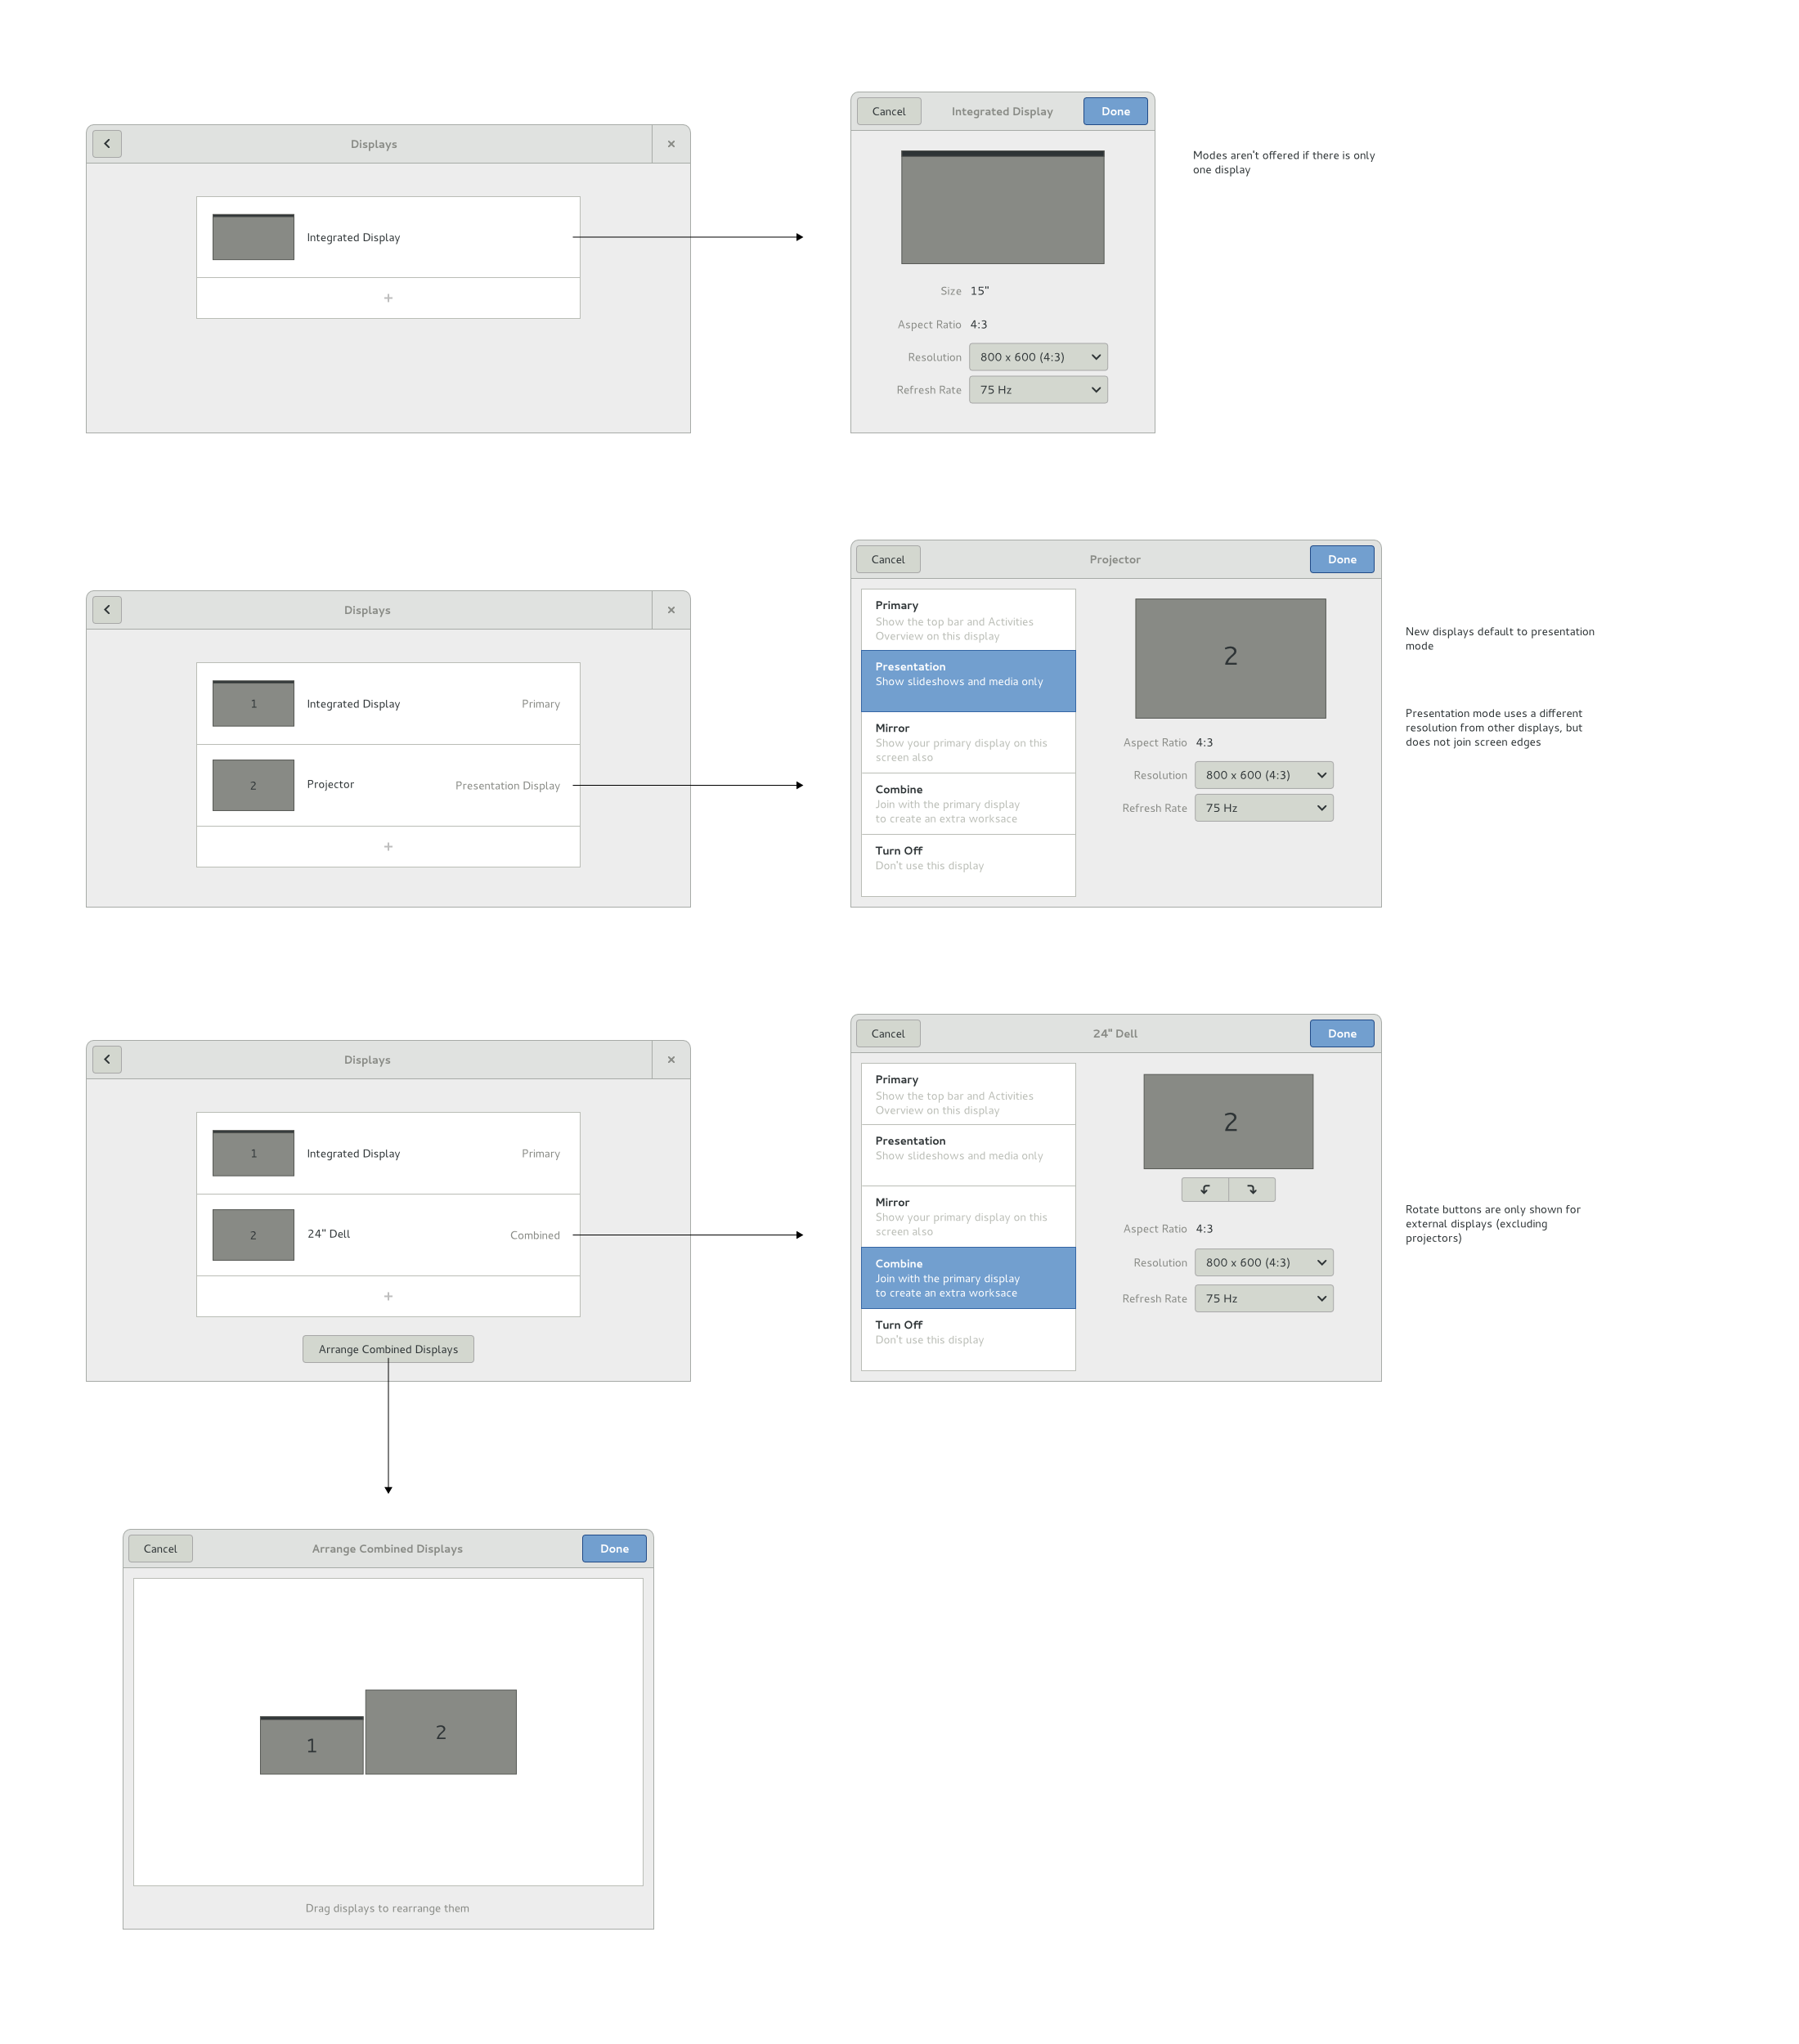 Displays
Integrated Display
+
Cancel
Integrated Display
Done
Size 15"
Aspect Ratio 4:3
Resolution 800 x 600 (4:3)
Refresh Rate 75 Hz
Modes aren't offered if there is only
one display
Displays
1 Integrated Display Primary
2 Projector Presentation Display
+
Cancel
Projector
Done
Primary
Show the top bar and Activities
Overview on this display
Presentation
Show slideshows and media only
Mirror
Show your primary display on this
screen also
Combine
Join with the primary display
to create an extra worksace
Turn Off
Don't use this display
2
Aspect Ratio 4:3
Resolution 800 x 600 (4:3)
Refresh Rate 75 Hz
New displays default to presentation
mode
Presentation mode uses a different
resolution from other displays, but
does not join screen edges
Displays
1 Integrated Display Primary
2 24" Dell Combined
+
Arrange Combined Displays
Cancel
24" Dell
Done
Primary
Show the top bar and Activities
Overview on this display
Presentation
Show slideshows and media only
Mirror
Show your primary display on this
screen also
Combine
Join with the primary display
to create an extra worksace
Turn Off
Don't use this display
2
Aspect Ratio 4:3
Resolution 800 x 600 (4:3)
Refresh Rate 75 Hz
Rotate buttons are only shown for
external displays (excluding
projectors)
Cancel
Arrange Combined Displays
Done
1
2
Drag displays to rearrange them